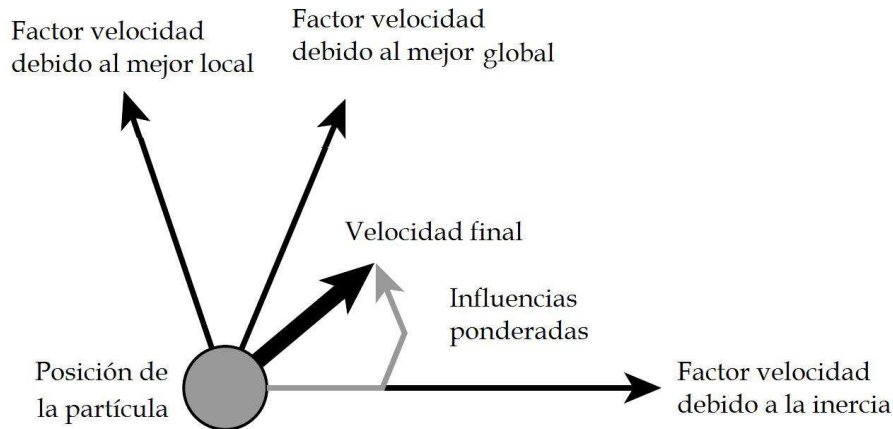 Factor velocidad
debido al mejor local
Factor velocidad
debido al mejor global
Velocidad final
Influencias
ponderadas
Posición de
la partícula
Factor velocidad
debido a la inercia